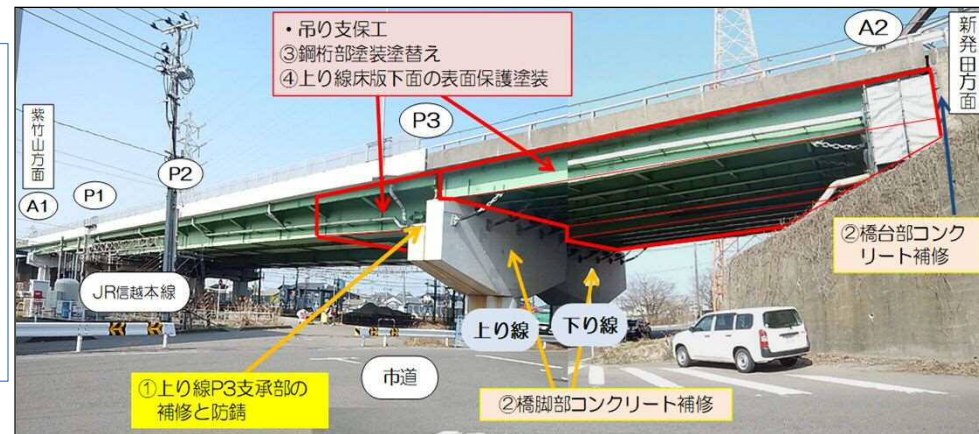 ・吊り支保工
③鋼桁部塗装塗替え
④上り線床版下面の表面保護塗装
A2
新発田方面
P3
紫竹山方面
P2
P1
A1
②橋台部コンク
リート補修
JR信越本線
上り線
下り線
市道
①上り線P3支承部の
補修と防錆
②橋脚部コンクリート補修